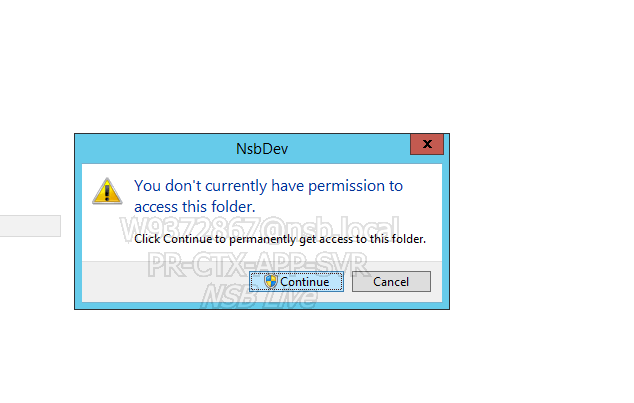 NsbDev
You don't currently have permission to
access this folder.
W9372867@nsb.local
Click Continue to permanently get access to this folder.
PR-CTX-APP-SVR
Continue
Cancel
NSB Live